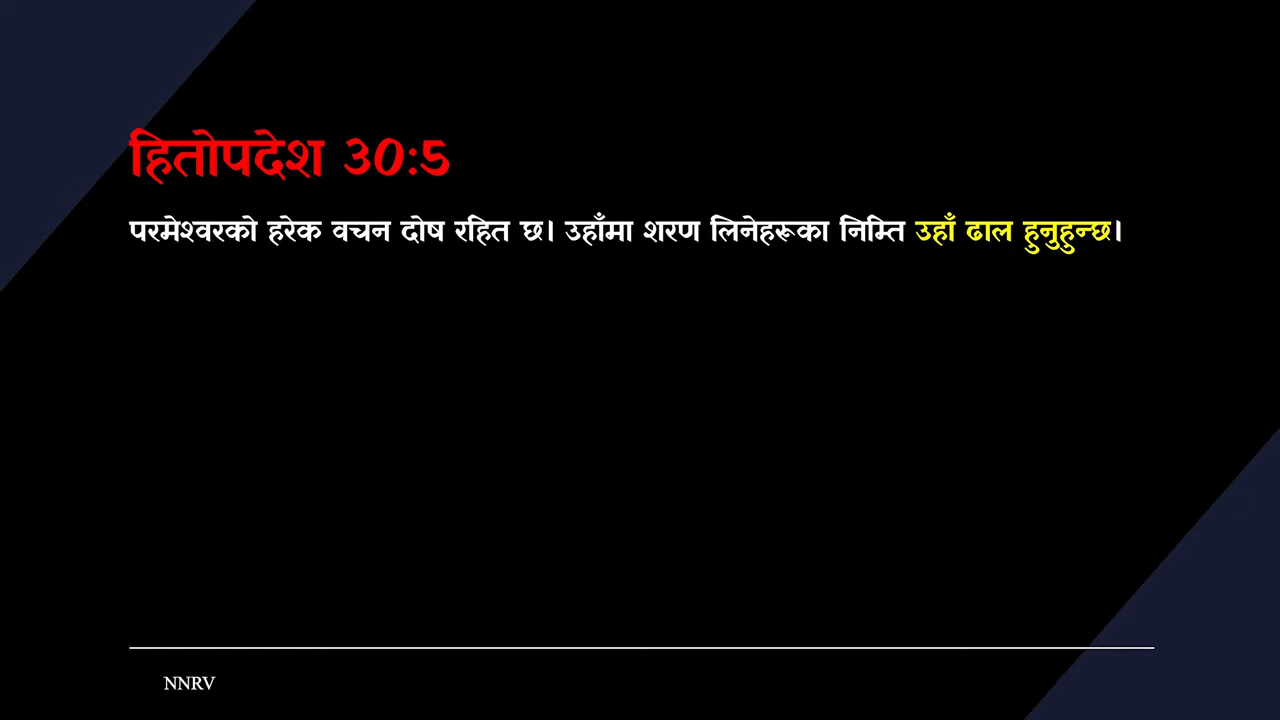 हितोपदेश 30:5
परमेश्वरको हरेक वचन दोष रहित छ। उहाँमा शरण लिनेहरूका निम्ति उहाँ ढाल हुनुहुन्छ।
NNRV